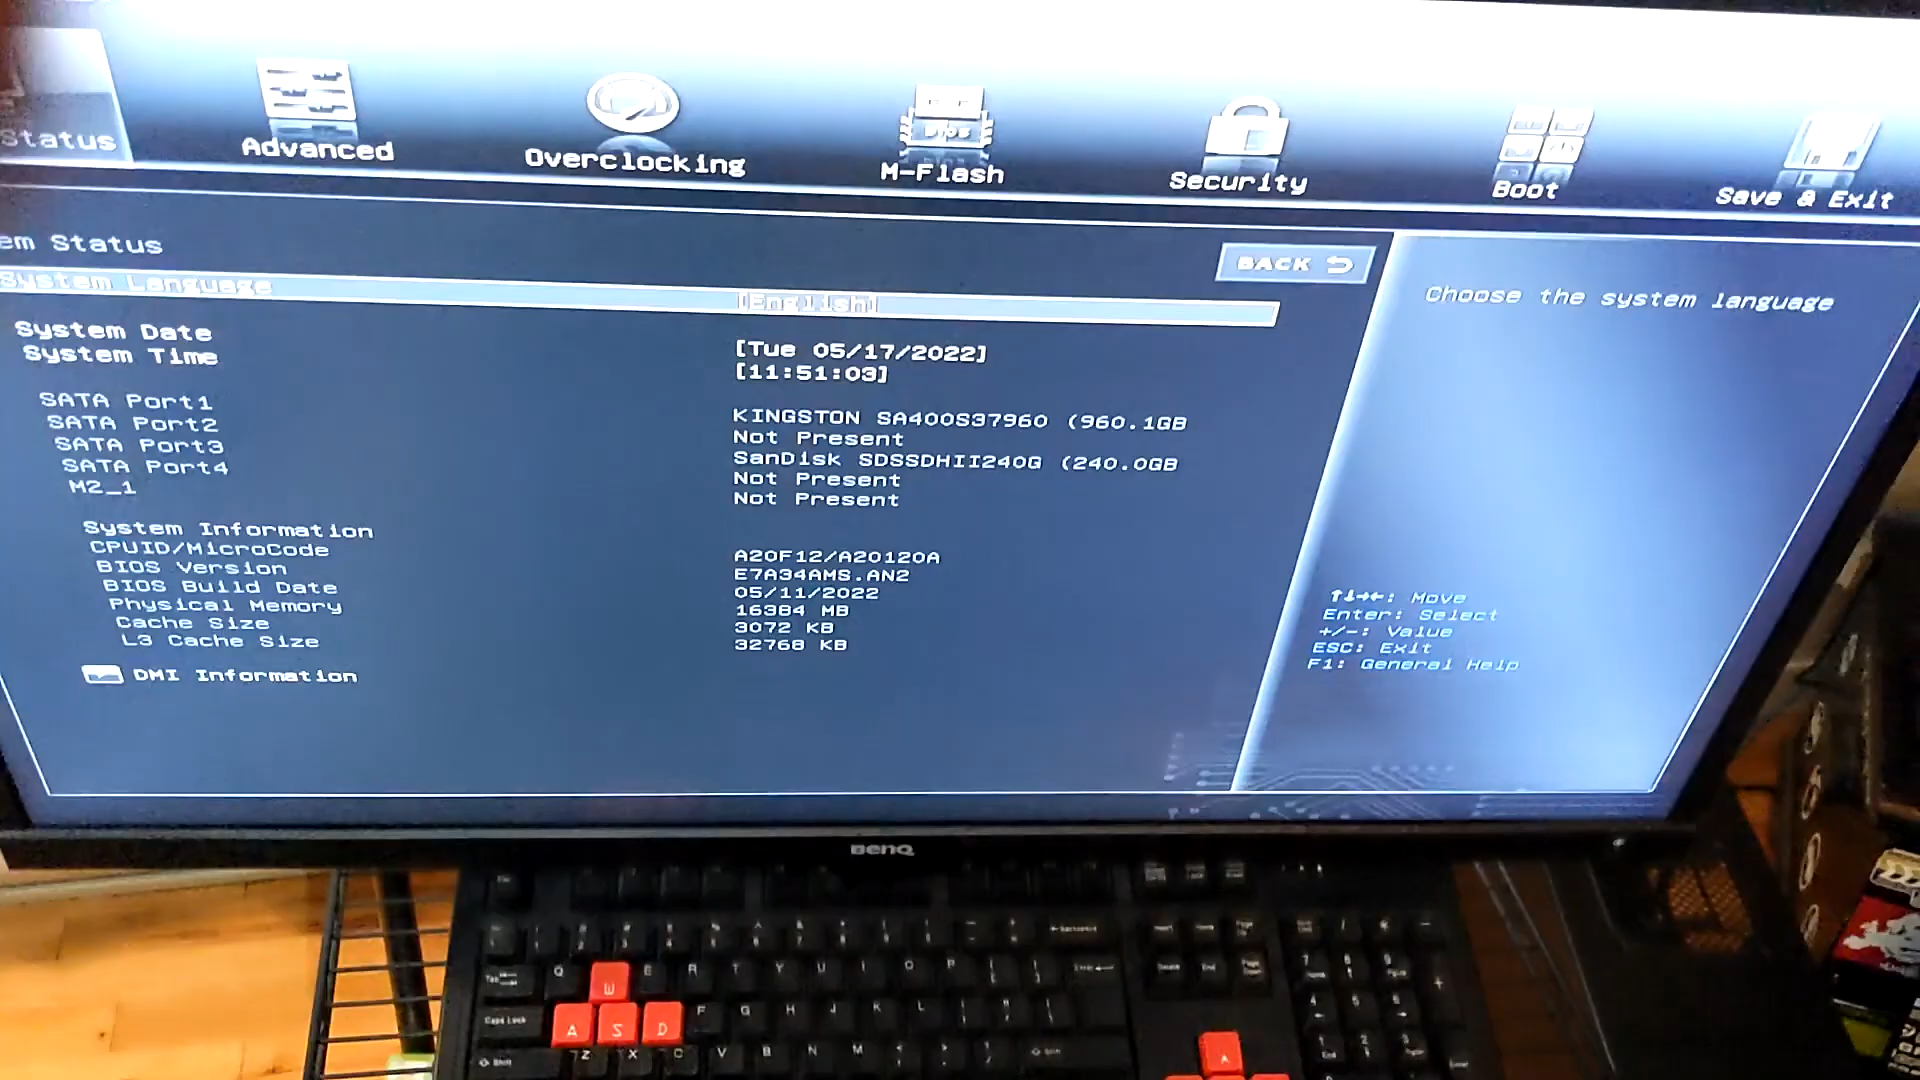 Status
Advanced
Overclocking
BIOS
M-Flash
Security
Boot
Save & Exit
em Status
BACK
System Language [English]
Choose the system language
System Date [Tue 05/17/2022]
System Time [11:51:03]
SATA Port1 KINGSTON SA400S37960 (960.1GB
SATA Port2 Not Present
SATA Port3 SanDisk SDSSDHII240G (240.0GB
SATA Port4 Not Present
M2_1 Not Present
System Information
CPUID/MicroCode A20F12/A20120A
BIOS Version E7A34AMS.AN2
BIOS Build Date 05/11/2022
Physical Memory 16384 MB
Cache Size 3072 KB
L3 Cache Size 32768 KB
DMI Information
↑↓→←: Move
Enter: Select
+/-: Value
ESC: Exit
F1: General Help
BenQ
Q W E R T Y U I O P
Caps Lock A S D F G H J K L
Shift Z X C V B N M